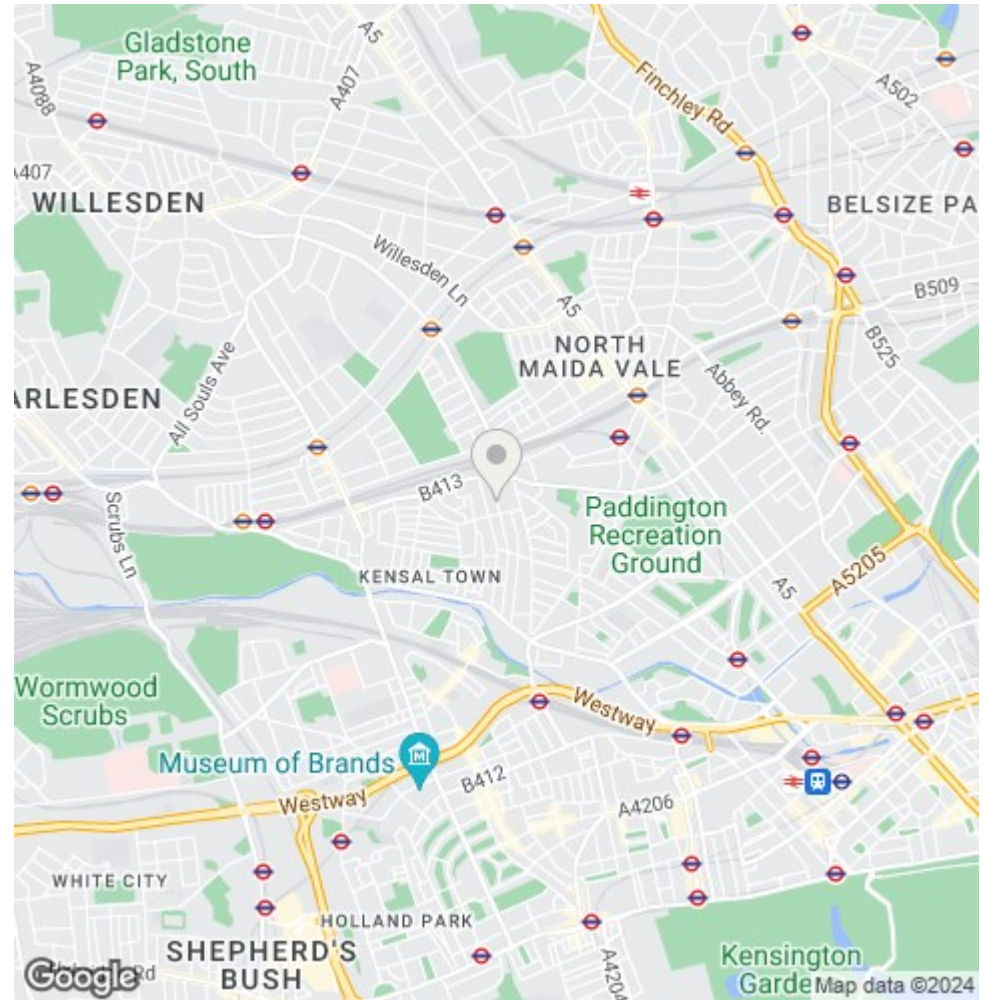 Gladstone
Park, South
A5
A4088
A407
A502
Finchley Rd
A407
WILLESDEN
BELSIZE PA
Willesden Ln
B509
A5
NORTH
MAIDA VALE
B525
All Souls Ave
Abbey Rd.
ARLESDEN
B413
Scrubs Ln
Paddington
Recreation
Ground
KENSAL TOWN
A5
A5205
Wormwood
Scrubs
Westway
Museum of Brands
B412
Westway
A4206
WHITE CITY
HOLLAND PARK
SHEPHERD'S
BUSH
A4204
Kensington
Garde
Google
Rd
Map data ©2024